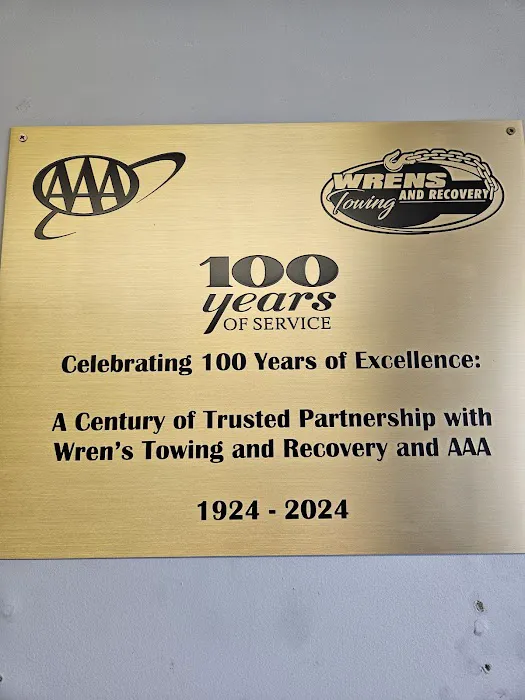 AAA
WRENS
Towing AND RECOVERY
100
years
OF SERVICE
Celebrating 100 Years of Excellence:
A Century of Trusted Partnership with
Wren's Towing and Recovery and AAA
1924 - 2024